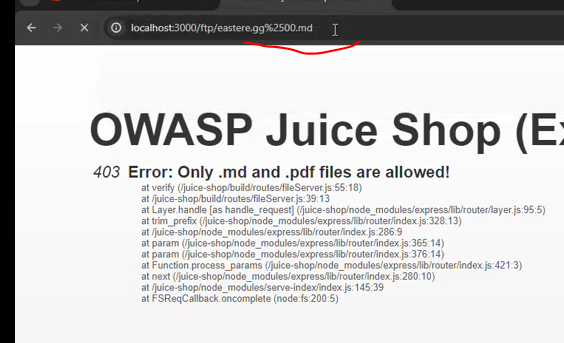 localhost:3000/ftp/eastere.gg%2500.md
OWASP Juice Shop (Ex
403 Error: Only .md and .pdf files are allowed!
at verify (/juice-shop/build/routes/fileServer.js:55:18)
at /juice-shop/build/routes/fileServer.js:39:13
at Layer.handle [as handle_request] (/juice-shop/node_modules/express/lib/router/layer.js:95:5)
at trim_prefix (/juice-shop/node_modules/express/lib/router/index.js:328:13)
at /juice-shop/node_modules/express/lib/router/index.js:286:9
at param (/juice-shop/node_modules/express/lib/router/index.js:365:14)
at param (/juice-shop/node_modules/express/lib/router/index.js:376:14)
at Function.process_params (/juice-shop/node_modules/express/lib/router/index.js:421:3)
at next (/juice-shop/node_modules/express/lib/router/index.js:280:10)
at /juice-shop/node_modules/serve-index/index.js:145:39
at FSReqCallback.oncomplete (node:fs:200:5)